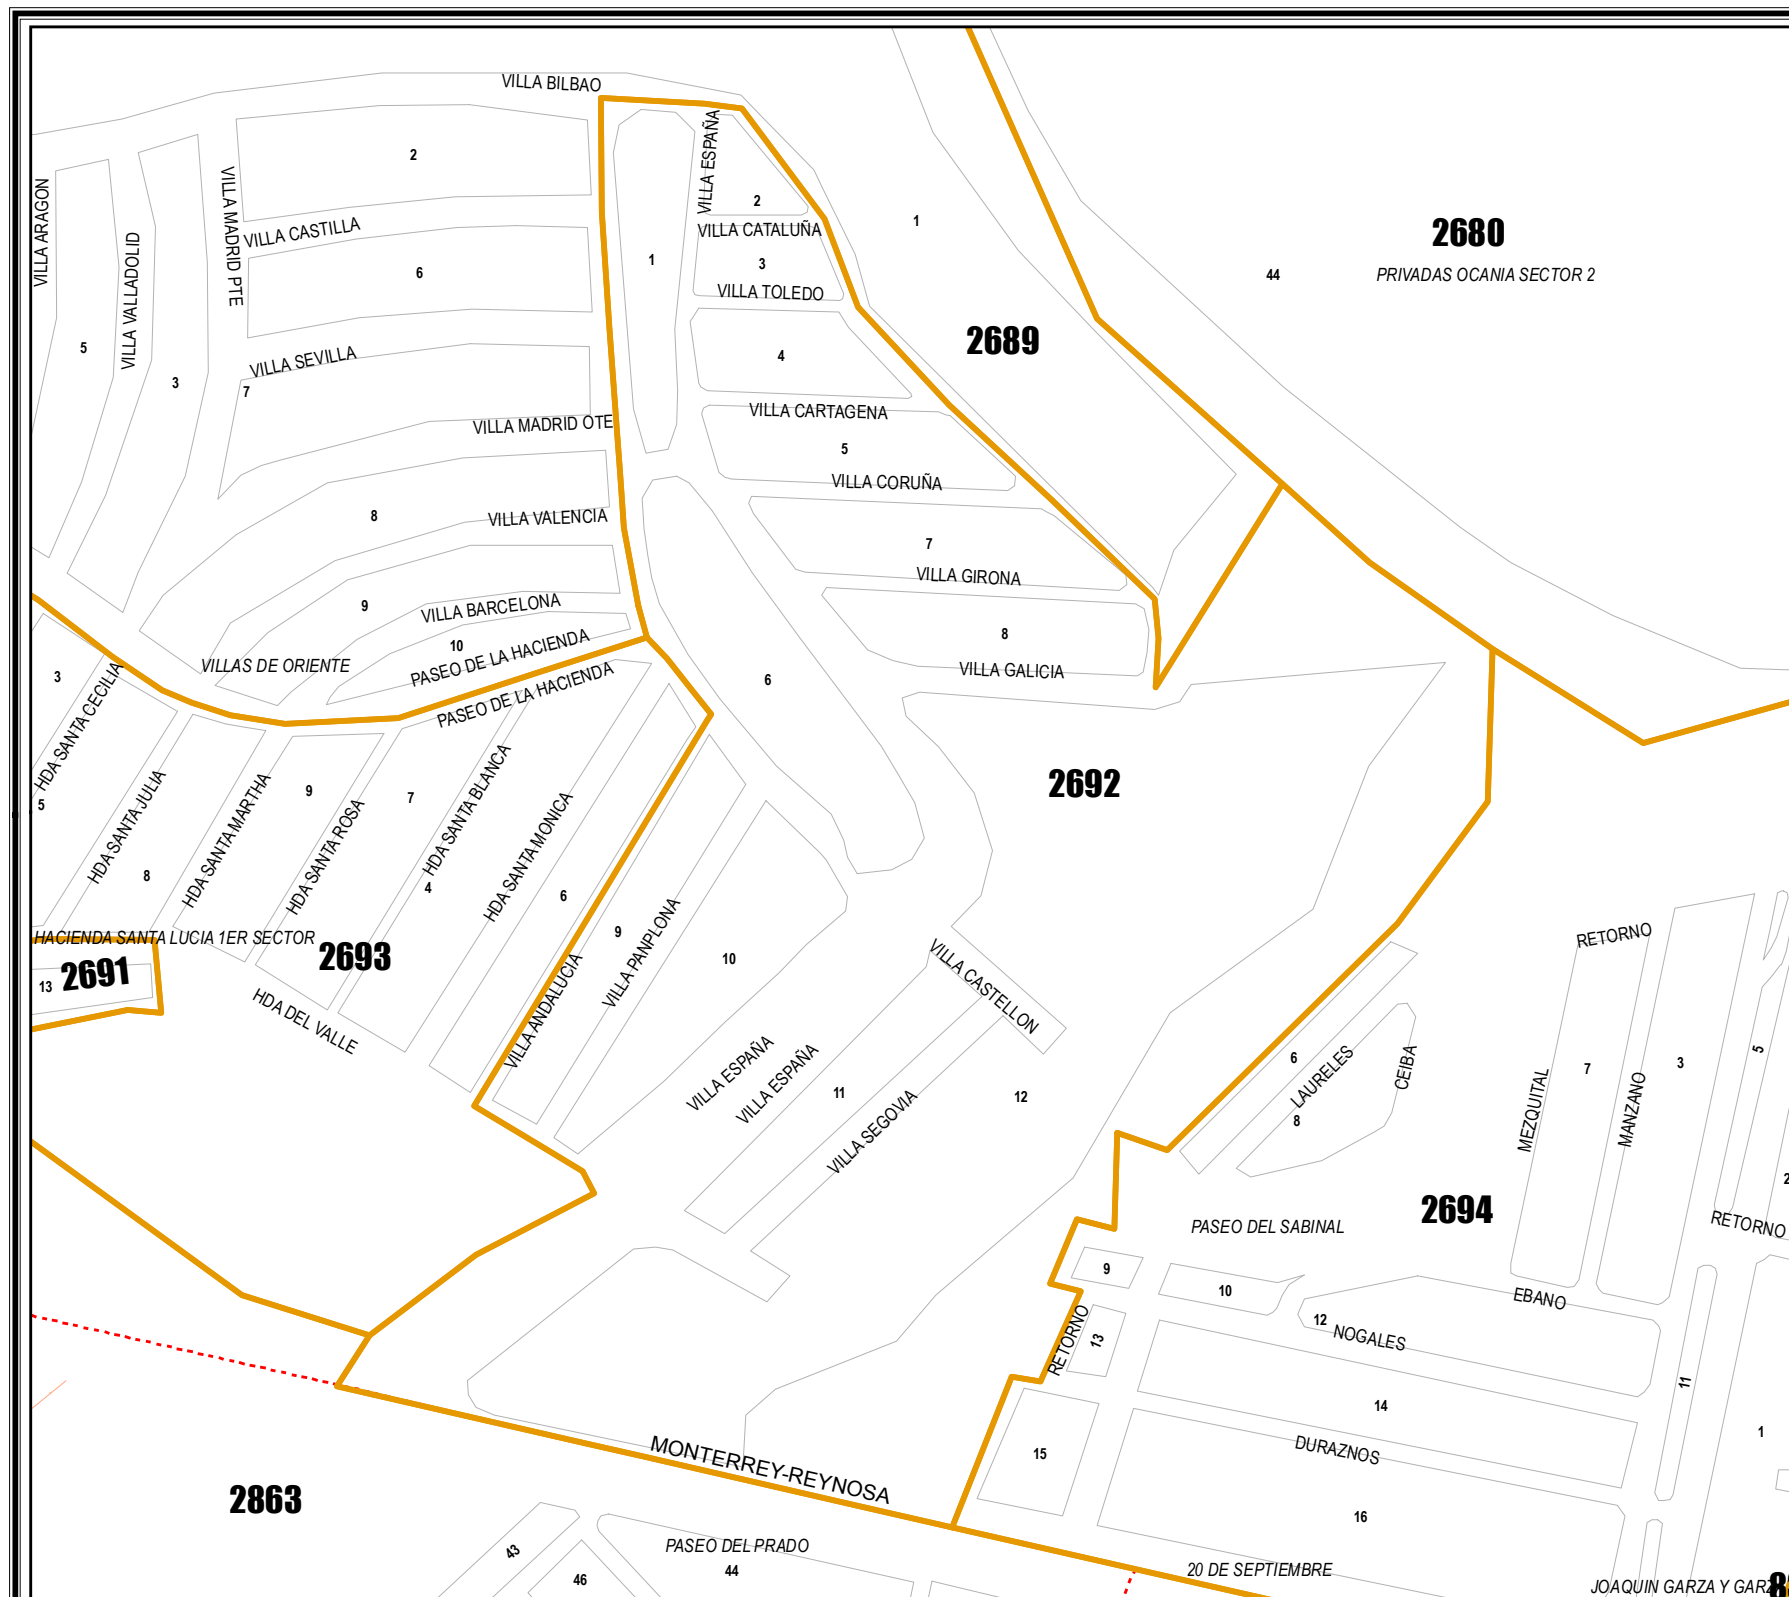 VILLA BILBAO
VILLA ESPAÑA
2
VILLA ARAGON
VILLA MADRID PTE
2
VILLA CATALUÑA
1
2680
VILLA CASTILLA
VILLA VALLADOLID
1
3
6
44
PRIVADAS OCANIA SECTOR 2
VILLA TOLEDO
2689
5
4
VILLA SEVILLA
3
7
VILLA CARTAGENA
VILLA MADRID OTE
5
VILLA CORUÑA
8
VILLA VALENCIA
7
VILLA GIRONA
9
VILLA BARCELONA
8
10
PASEO DE LA HACIENDA
VILLAS DE ORIENTE
VILLA GALICIA
3
6
PASEO DE LA HACIENDA
HDA SANTA CECILIA
2692
9
7
5
HDA SANTA JULIA
HDA SANTA MARTHA
HDA SANTA ROSA
HDA SANTA BLANCA
HDA SANTA MONICA
8
4
6
9
HACIENDA SANTA LUCIA 1ER SECTOR
2693
RETORNO
VILLA PANPLONA
10
2691
13
VILLA CASTELLON
VILLA ANDALUCIA
HDA DEL VALLE
5
6
LAURELES
CEIBA
7
3
VILLA ESPAÑA
VILLA ESPAÑA
11
12
MEZQUITAL
MANZANO
8
VILLA SEGOVIA
2
2694
PASEO DEL SABINAL
RETORNO
9
10
EBANO
12
NOGALES
RETORNO
13
11
14
1
MONTERREY-REYNOSA
15
DURAZNOS
2863
16
PASEO DEL PRADO
43
46
44
20 DE SEPTIEMBRE
JOAQUIN GARZA Y GARZ
8